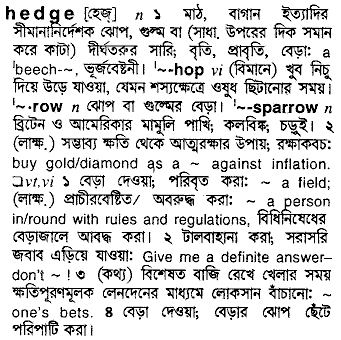 hedge [হেজ্] n ১ মাঠ, বাগান ইত্যাদির
সীমানানির্দেশক ঝোপ, গুল্ম বা (সাধা. উপরের দিক সমান
করে কাটা) দীর্ঘতরুর সারি; বৃতি, প্রাবৃতি, বেড়া: a
beech-~, ভূর্জবেষ্টনী। '~-hop vi (বিমানে) খুব নিচু
দিয়ে উড়ে যাওয়া, যেমন শস্যক্ষেত্রে ওষুধ ছিটানোর সময়।
'~·row n ঝোপ বা গুল্মের বেড়া। '~-sparrow n
ব্রিটেন ও আমেরিকার মামুলি পাখি; কলবিঙ্ক; চড়ুই। ২
(লাক্ষ.) সম্ভাব্য ক্ষতি থেকে আত্মরক্ষার উপায়; রক্ষাকবচ:
buy gold/diamond as a ~ against inflation.
❑vt,vi ১ বেড়া দেওয়া; পরিবৃত করা: ~ a field;
(লাক্ষ.) প্রাচীরবেষ্টিত/ অবরুদ্ধ করা: ~ a person
in/round with rules and regulations, বিধিনিষেধের
বেড়াজালে আবদ্ধ করা। ২ টালবাহানা করা; সরাসরি
জবাব এড়িয়ে যাওয়া: Give me a definite answer–
don't ~ ! ৩ (কথ্য) বিশেষত বাজি রেখে খেলার সময়
ক্ষতিপূরণমূলক লেনদেনের মাধ্যমে লোকসান বাঁচানো: ~
one's bets. ৪ বেড়া দেওয়া; বেড়ার ঝোপ ছেঁটে
পরিপাটি করা।